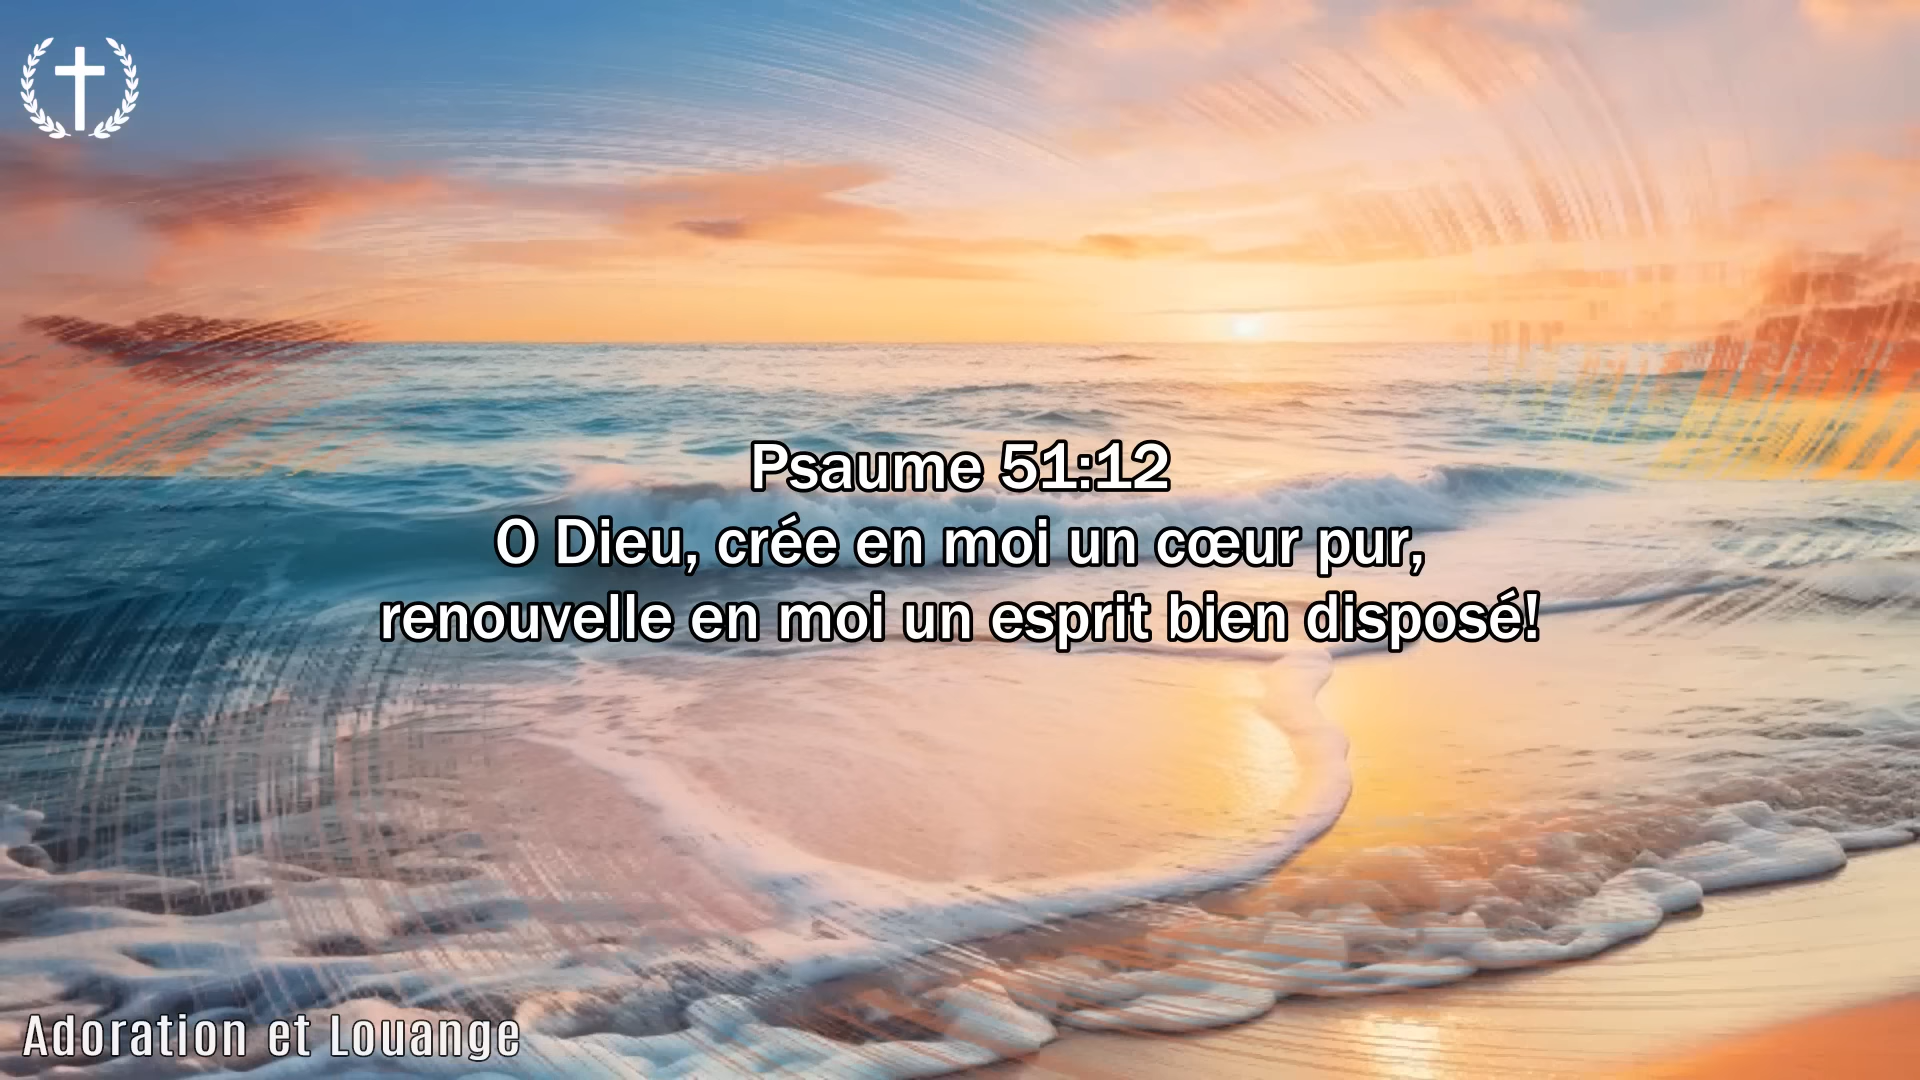 Psaume 51:12
O Dieu, crée en moi un cœur pur,
renouvelle en moi un esprit bien disposé!
Adoration et Louange